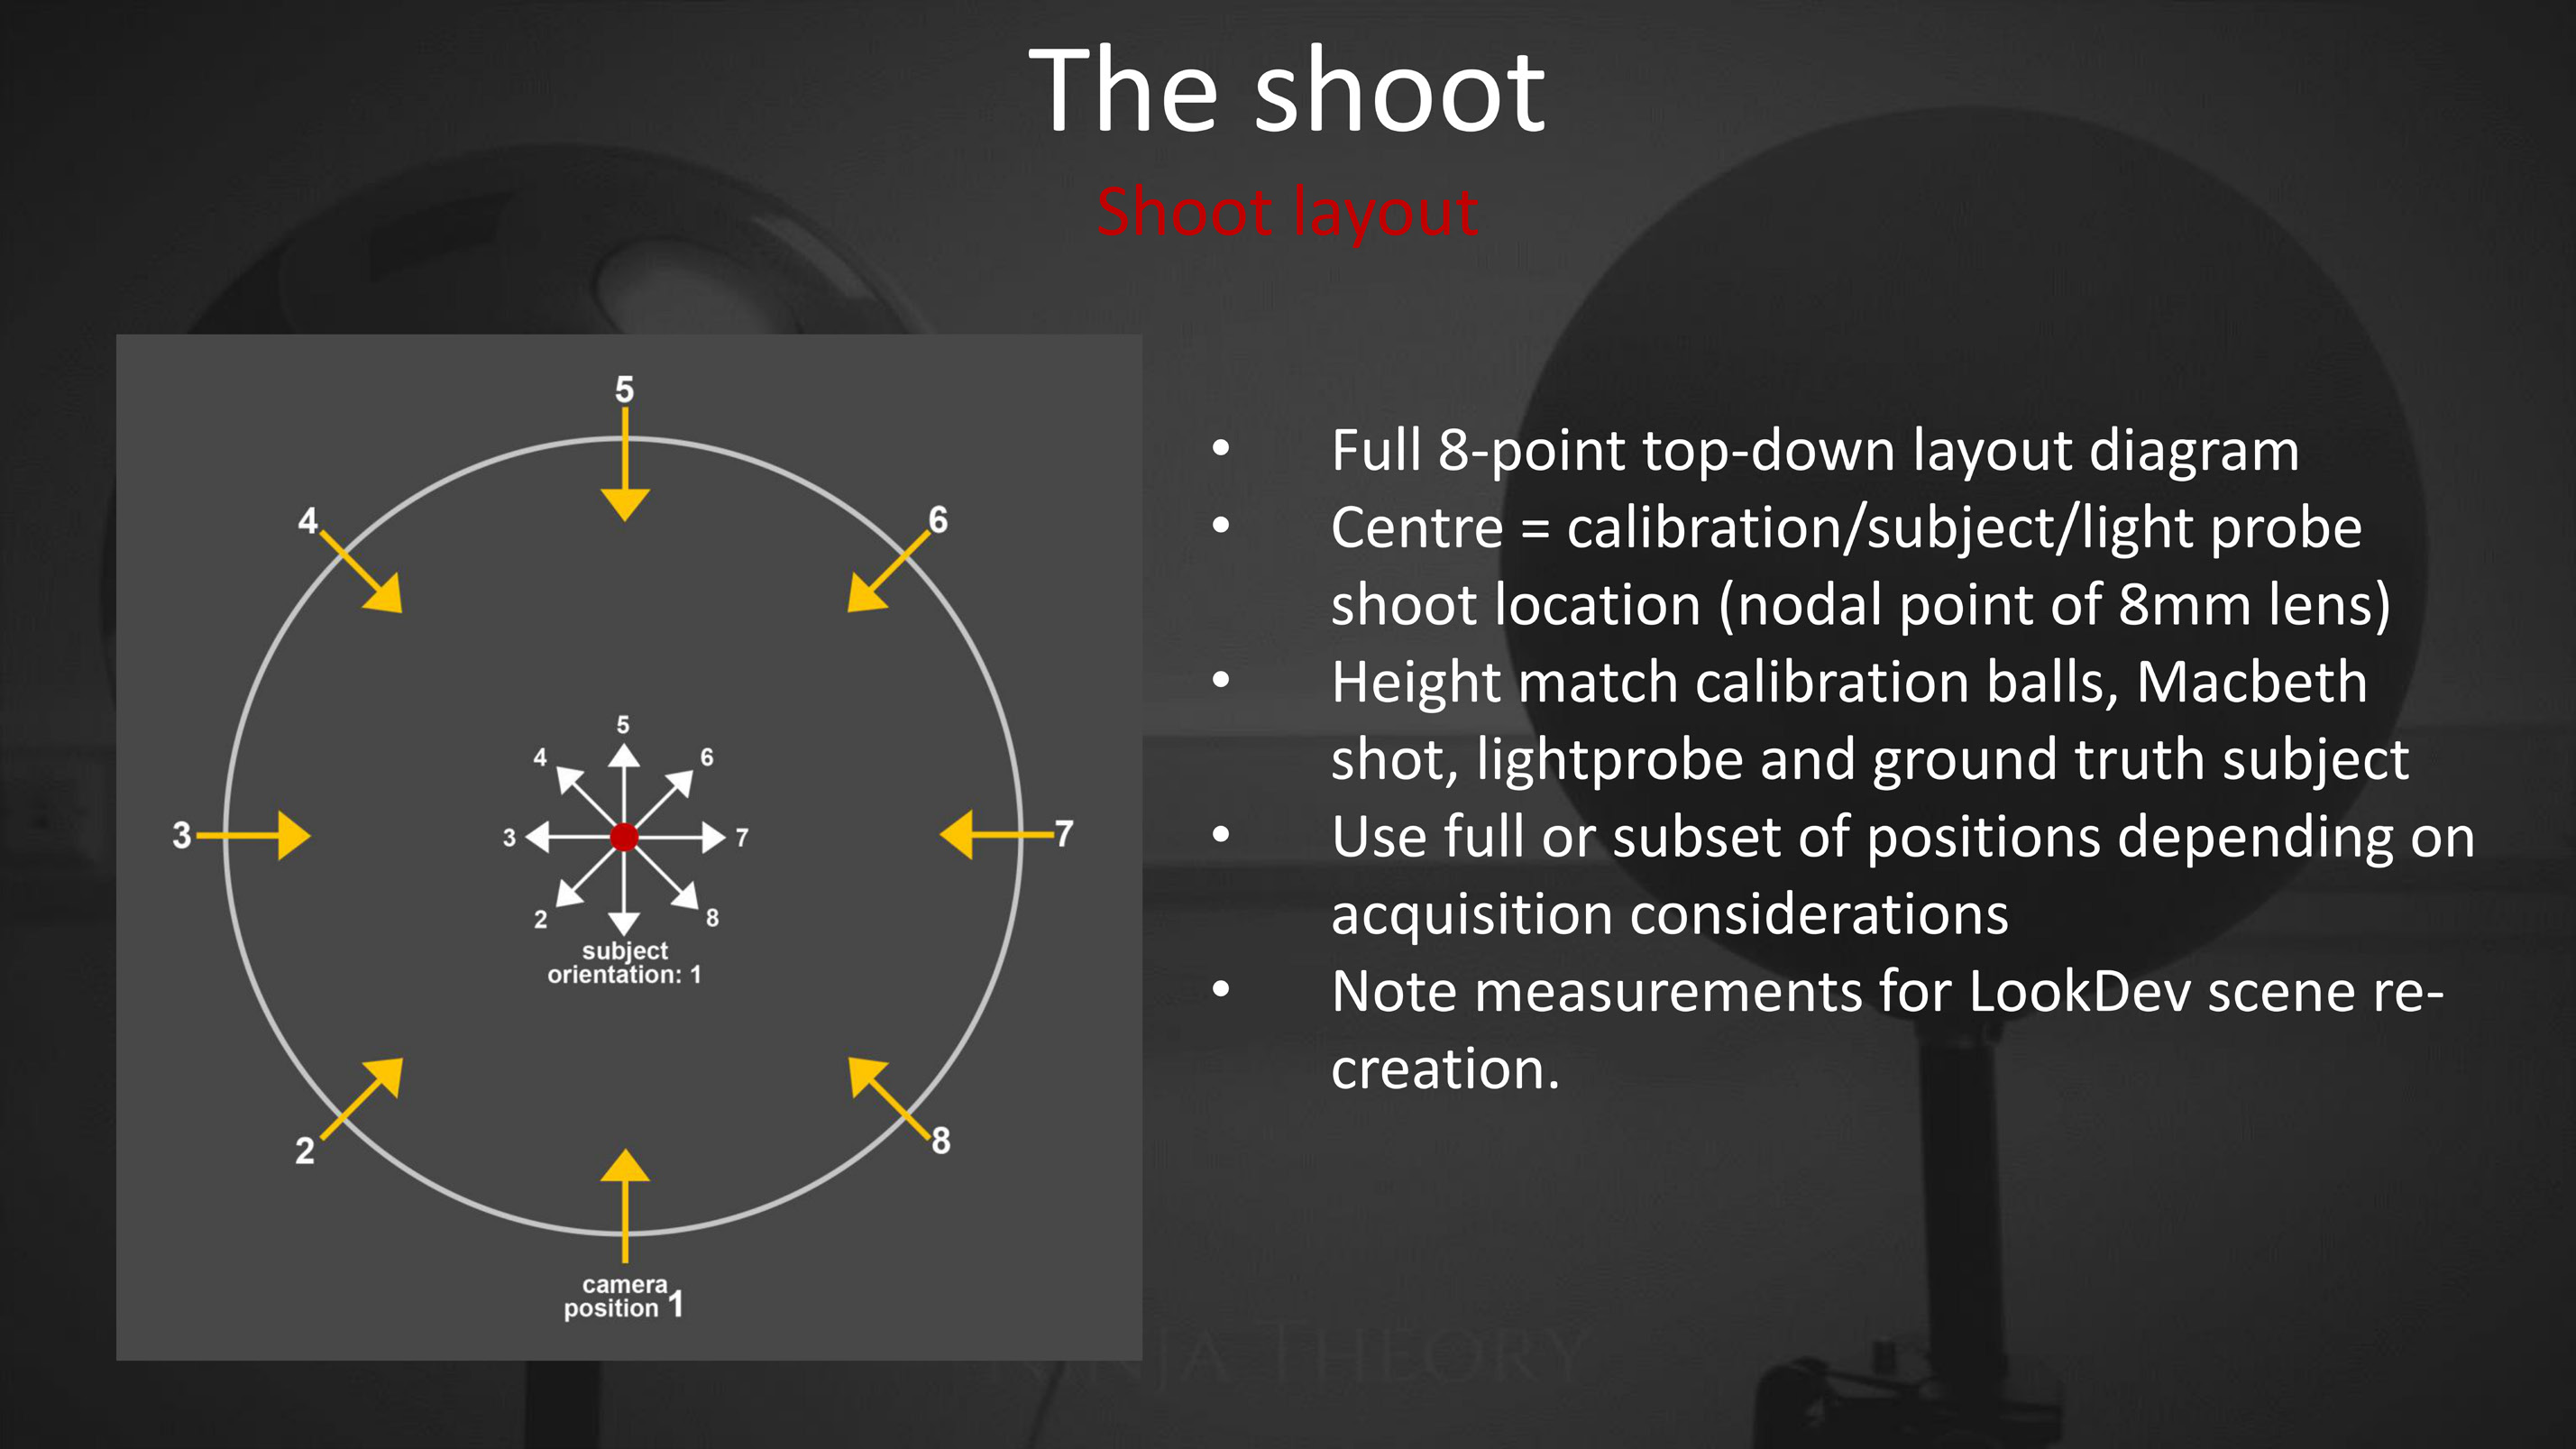 The shoot
Shoot layout
5
4
6
3
7
5
4
6
3
7
2
8
subject
orientation: 1
2
8
camera
position 1
• Full 8-point top-down layout diagram
• Centre = calibration/subject/light probe
shoot location (nodal point of 8mm lens)
• Height match calibration balls, Macbeth
shot, lightprobe and ground truth subject
• Use full or subset of positions depending on
acquisition considerations
• Note measurements for LookDev scene re-
creation.
NINJA THEORY